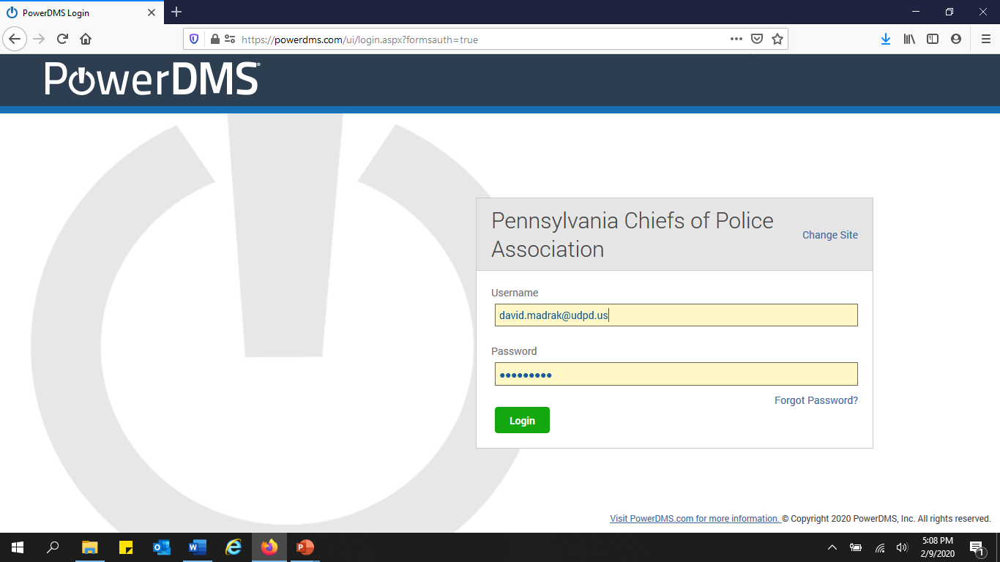 PowerDMS Login
https://powerdms.com/ui/login.aspx?formsauth=true
PowerDMS®
Pennsylvania Chiefs of Police
Association
Change Site
Username
david.madrak@udpd.us
Password
•••••••••
Forgot Password?
Login
Visit PowerDMS.com for more information. © Copyright 2020 PowerDMS, Inc. All rights reserved.
5:08 PM
2/9/2020
1